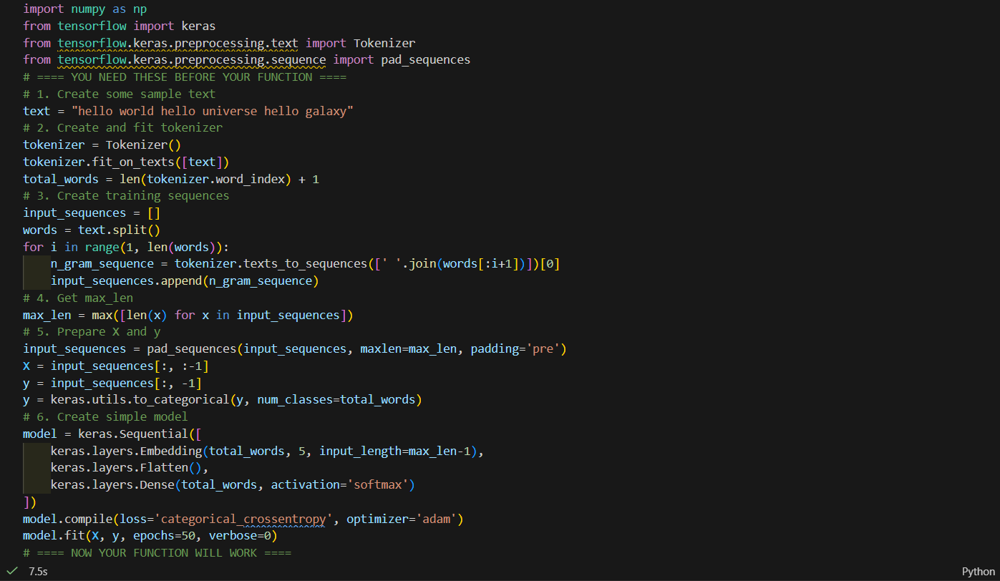 import numpy as np
from tensorflow import keras
from tensorflow.keras.preprocessing.text import Tokenizer
from tensorflow.keras.preprocessing.sequence import pad_sequences
# ==== YOU NEED THESE BEFORE YOUR FUNCTION ====
# 1. Create some sample text
text = "hello world hello universe hello galaxy"
# 2. Create and fit tokenizer
tokenizer = Tokenizer()
tokenizer.fit_on_texts([text])
total_words = len(tokenizer.word_index) + 1
# 3. Create training sequences
input_sequences = []
words = text.split()
for i in range(1, len(words)):
    n_gram_sequence = tokenizer.texts_to_sequences([' '.join(words[:i+1])])[0]
    input_sequences.append(n_gram_sequence)
# 4. Get max_len
max_len = max([len(x) for x in input_sequences])
# 5. Prepare X and y
input_sequences = pad_sequences(input_sequences, maxlen=max_len, padding='pre')
X = input_sequences[:, :-1]
y = input_sequences[:, -1]
y = keras.utils.to_categorical(y, num_classes=total_words)
# 6. Create simple model
model = keras.Sequential([
    keras.layers.Embedding(total_words, 5, input_length=max_len-1),
    keras.layers.Flatten(),
    keras.layers.Dense(total_words, activation='softmax')
])
model.compile(loss='categorical_crossentropy', optimizer='adam')
model.fit(X, y, epochs=50, verbose=0)
# ==== NOW YOUR FUNCTION WILL WORK ====
7.5s Python